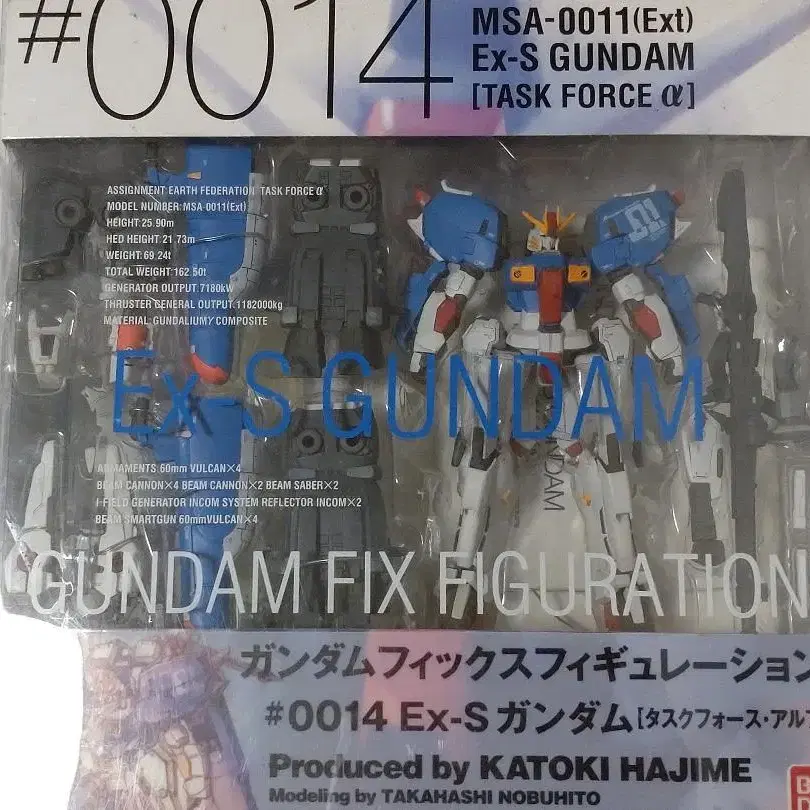 #0014
MSA-0011(Ext)
Ex-S GUNDAM
[TASK FORCE α]
ASSIGNMENT EARTH FEDERATION TASK FORCE α
MODEL NUMBER:MSA-0011(Ext)
HEIGHT:25.90m
HED HEIGHT 21.73m
WEIGHT:69.24t
TOTAL WEIGHT:162.50t
GENERATOR OUTPUT:7180kW
THRUSTER GENERAL OUTPUT:1182000kg
MATERIAL:GUNDALIUMγ COMPOSITE
Ex-S GUNDAM
ARMAMENTS 60mm VULCAN×4
BEAM CANNON×4 BEAM CANNON×2 BEAM SABER×2
I-FIELD GENERATOR INCOM SYSTEM REFLECTOR INCOM×2
BEAM SMARTGUN 60mmVULCAN×4
GUNDAM
GUNDAM FIX FIGURATION
ガンダムフィックスフィギュレーション
#0014 Ex-S ガンダム[タスクフォース・アルフ
Produced by KATOKI HAJIME
Modeling by TAKAHASHI NOBUHITO